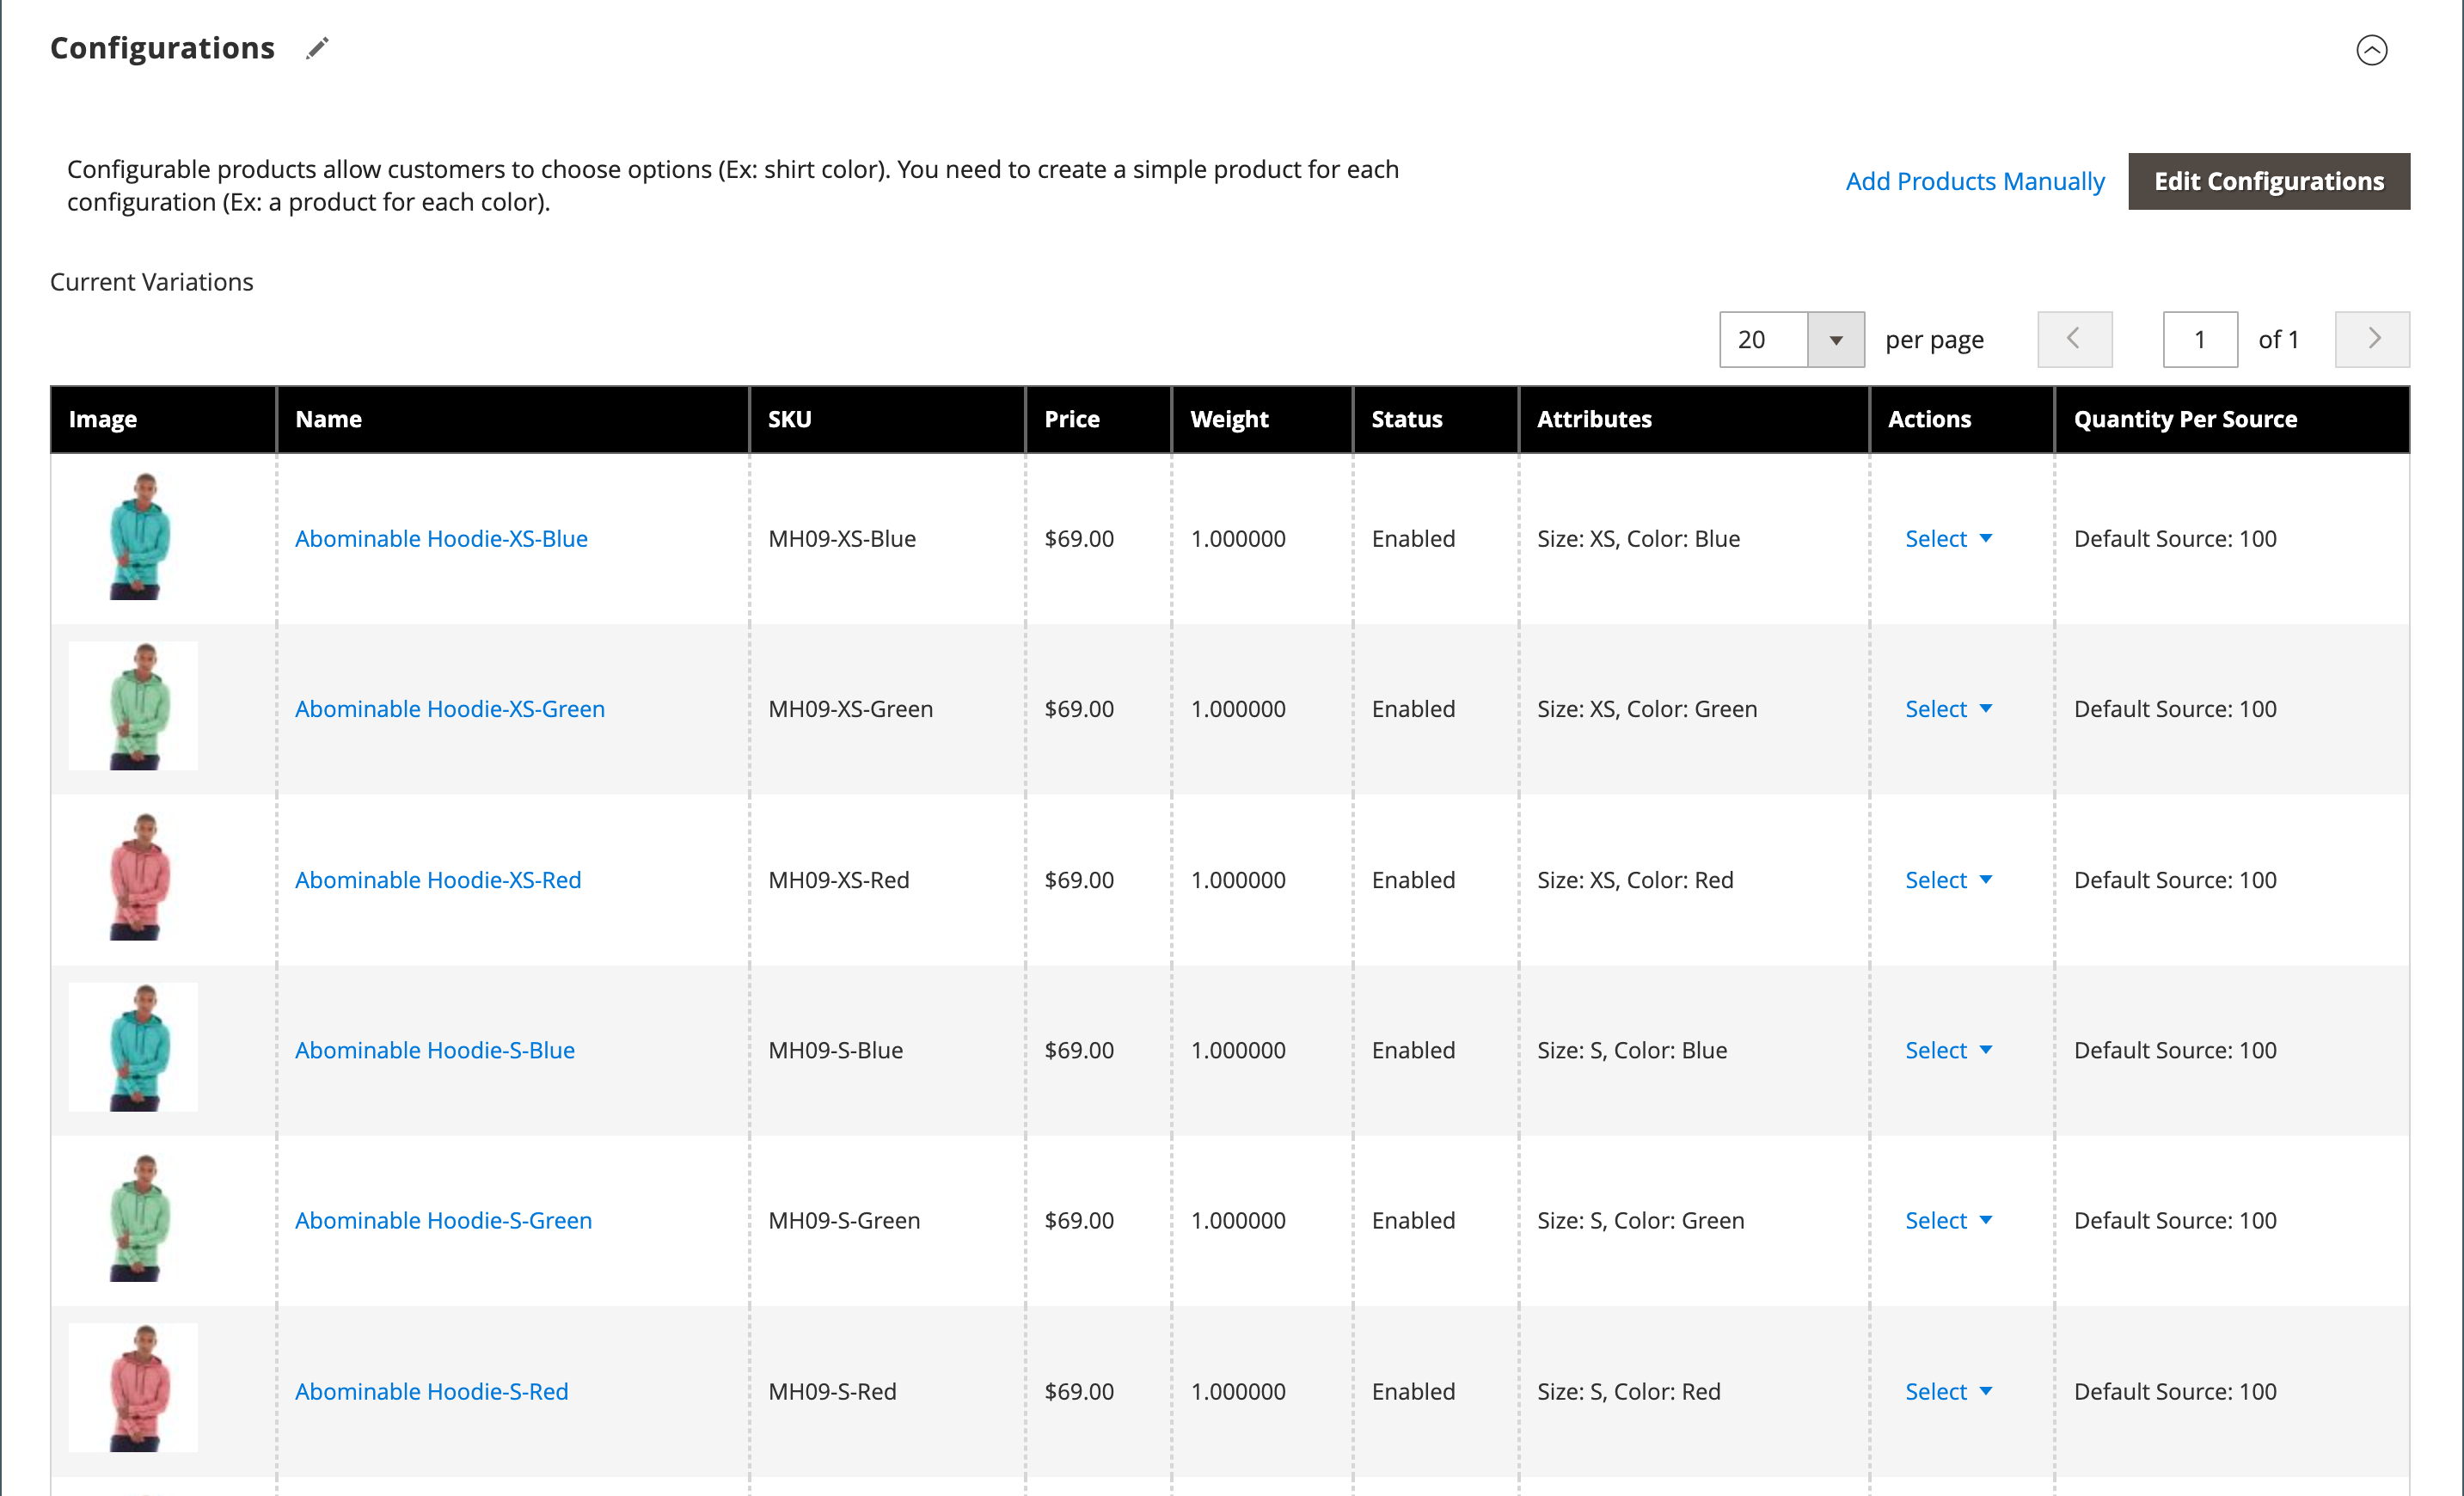 Configurations
Configurable products allow customers to choose options (Ex: shirt color). You need to create a simple product for each
configuration (Ex: a product for each color).
Add Products Manually
Edit Configurations
Current Variations
20 per page 1 of 1
Image Name SKU Price Weight Status Attributes Actions Quantity Per Source
Abominable Hoodie-XS-Blue MH09-XS-Blue $69.00 1.000000 Enabled Size: XS, Color: Blue Select Default Source: 100
Abominable Hoodie-XS-Green MH09-XS-Green $69.00 1.000000 Enabled Size: XS, Color: Green Select Default Source: 100
Abominable Hoodie-XS-Red MH09-XS-Red $69.00 1.000000 Enabled Size: XS, Color: Red Select Default Source: 100
Abominable Hoodie-S-Blue MH09-S-Blue $69.00 1.000000 Enabled Size: S, Color: Blue Select Default Source: 100
Abominable Hoodie-S-Green MH09-S-Green $69.00 1.000000 Enabled Size: S, Color: Green Select Default Source: 100
Abominable Hoodie-S-Red MH09-S-Red $69.00 1.000000 Enabled Size: S, Color: Red Select Default Source: 100